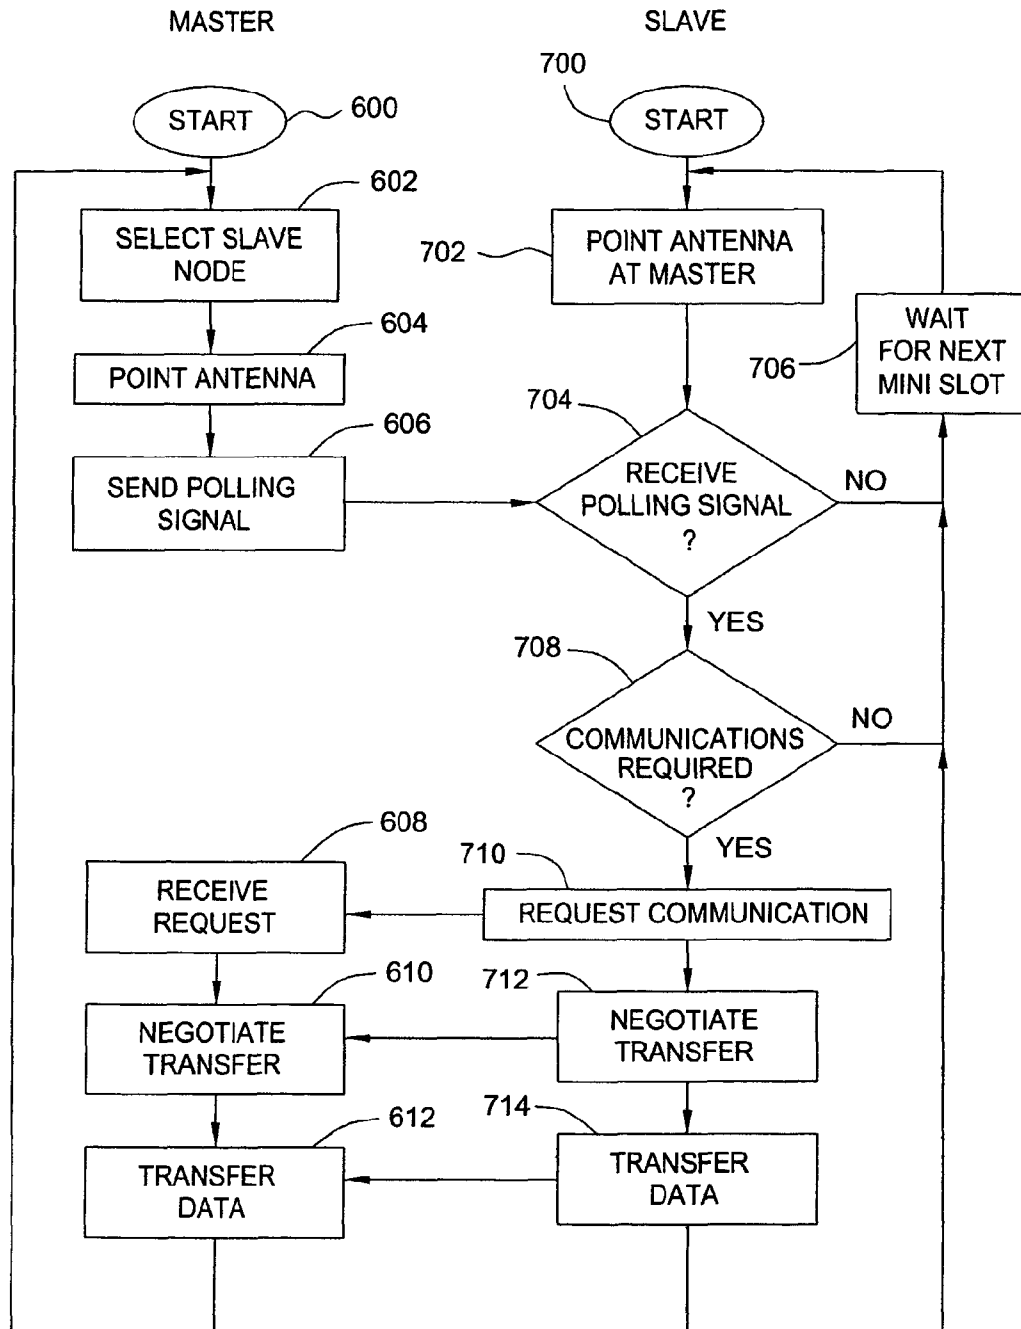 MASTER
SLAVE
START
600
700
START
602
SELECT SLAVE
NODE
702
POINT ANTENNA
AT MASTER
604
POINT ANTENNA
706
WAIT
FOR NEXT
MINI SLOT
606
SEND POLLING
SIGNAL
704
RECEIVE
POLLING SIGNAL
?
NO
YES
708
COMMUNICATIONS
REQUIRED
?
NO
YES
608
RECEIVE
REQUEST
710
REQUEST COMMUNICATION
610
NEGOTIATE
TRANSFER
712
NEGOTIATE
TRANSFER
612
TRANSFER
DATA
714
TRANSFER
DATA